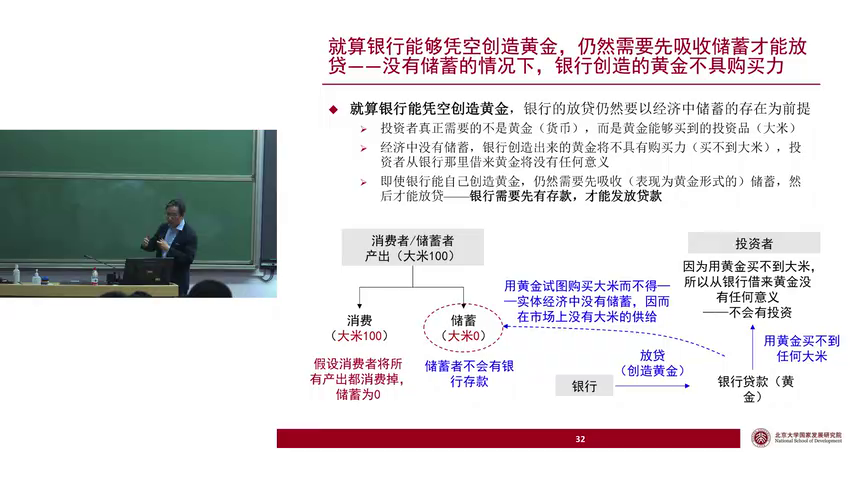 就算银行能够凭空创造黄金，仍然需要先吸收储蓄才能放
贷——没有储蓄的情况下，银行创造的黄金不具购买力
就算银行能凭空创造黄金，银行的放贷仍然要以经济中储蓄的存在为前提
投资者真正需要的不是黄金（货币），而是黄金能够买到的投资品（大米）
经济中没有储蓄，银行创造出来的黄金将不具有购买力（买不到大米），投
资者从银行那里借来黄金将没有任何意义
即使银行能自己创造黄金，仍然需要先吸收（表现为黄金形式的）储蓄，然
后才能放贷——银行需要先有存款，才能发放贷款
消费者/储蓄者
产出（大米100）
消费
（大米100）
储蓄
（大米0）
假设消费者将所
有产出都消费掉，
储蓄为0
储蓄者不会有银
行存款
用黄金试图购买大米而不得—
—实体经济中没有储蓄，因而
在市场上没有大米的供给
投资者
因为用黄金买不到大米，
所以从银行借来黄金没
有任何意义
——不会有投资
用黄金买不到
任何大米
放贷
（创造黄金）
银行
银行贷款（黄
金）
32
北京大学国家发展研究院
National School of Development